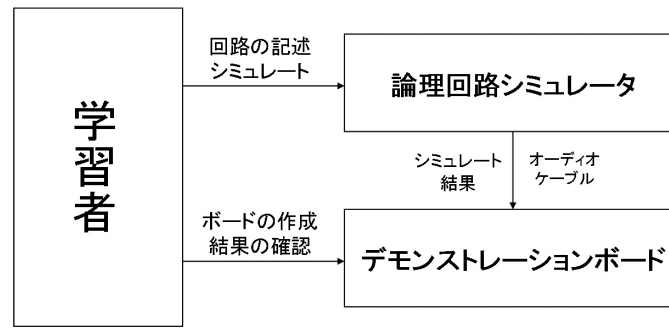 学習者
回路の記述
シミュレート
論理回路シミュレータ
シミュレート
結果
オーディオ
ケーブル
ボードの作成
結果の確認
デモンストレーションボード